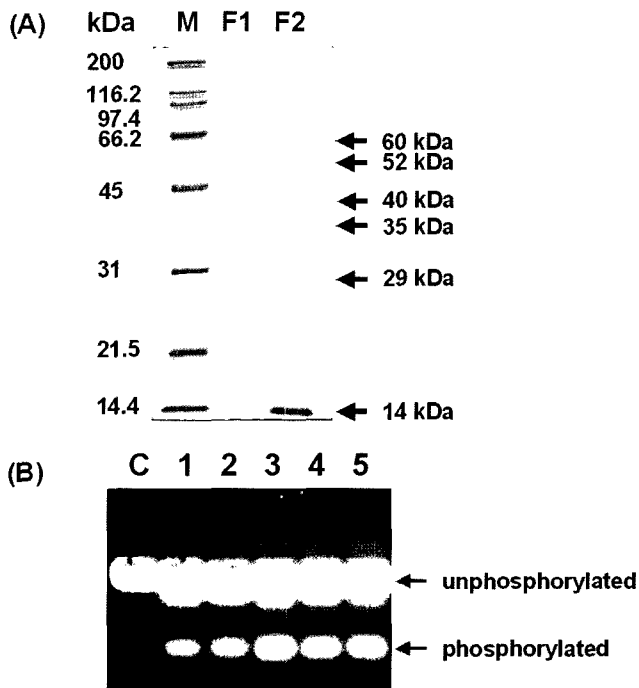 (A) kDa M F1 F2
200
116.2
97.4
66.2
45
31
21.5
14.4
60 kDa
52 kDa
40 kDa
35 kDa
29 kDa
14 kDa
(B) C 1 2 3 4 5
unphosphorylated
phosphorylated